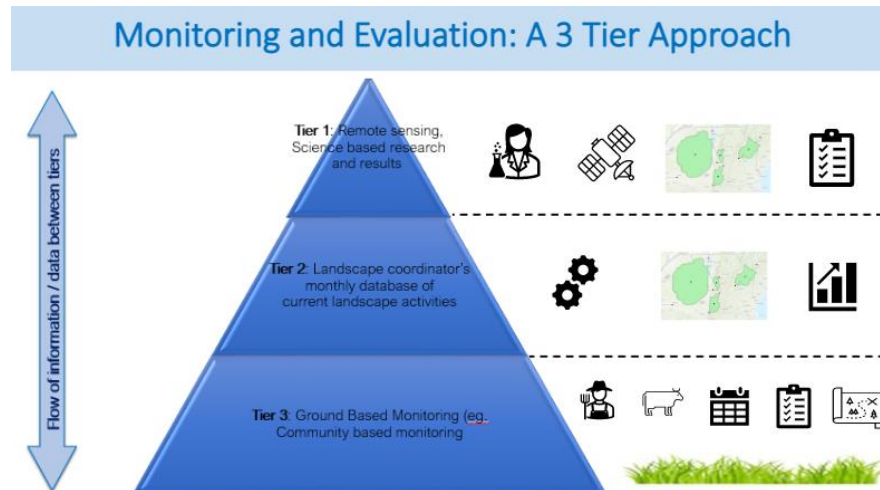 Monitoring and Evaluation: A 3 Tier Approach
Flow of information / data between tiers
Tier 1: Remote sensing,
Science based research
and results
Tier 2: Landscape coordinator's
monthly database of
current landscape activities
Tier 3: Ground Based Monitoring (eg.
Community based monitoring